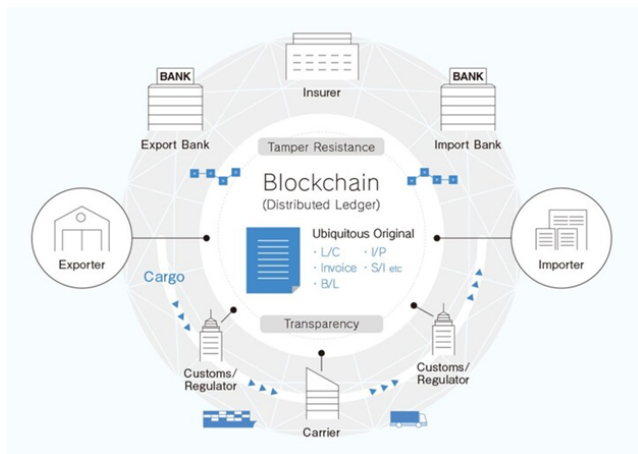 BANK
BANK
Insurer
Export Bank
Import Bank
Tamper Resistance
Blockchain
(Distributed Ledger)
Ubiquitous Original
· L/C · I/P
· Invoice · S/I etc
· B/L
Exporter
Importer
Cargo
Transparency
Customs/
Regulator
Customs/
Regulator
Carrier